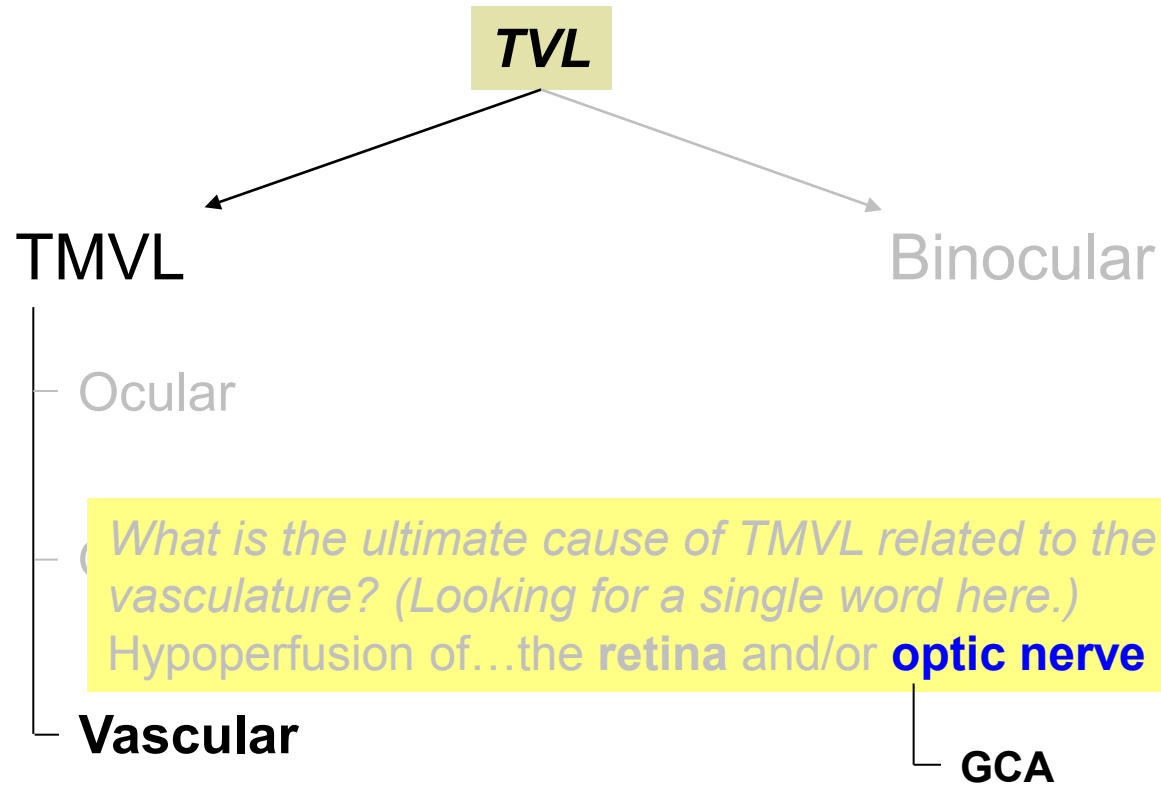 TVL
TMVL
Binocular
Ocular
What is the ultimate cause of TMVL related to the
vasculature? (Looking for a single word here.)
Hypoperfusion of…the retina and/or optic nerve
Vascular
GCA